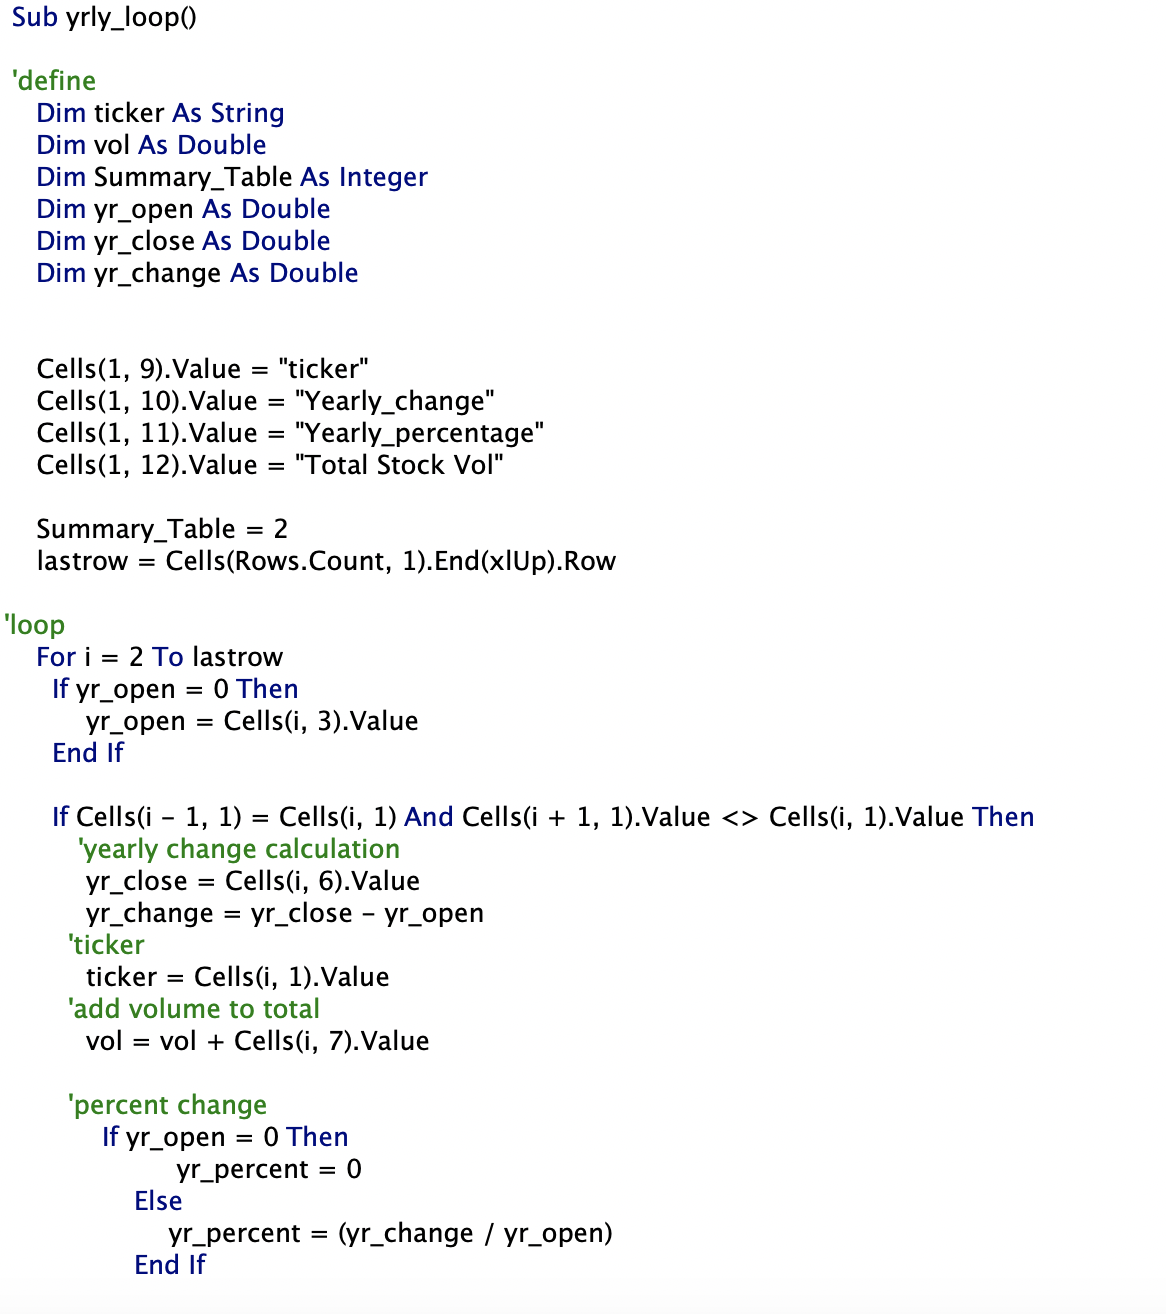 Sub yrly_loop()
'define
Dim ticker As String
Dim vol As Double
Dim Summary_Table As Integer
Dim yr_open As Double
Dim yr_close As Double
Dim yr_change As Double
Cells(1, 9).Value = "ticker"
Cells(1, 10).Value = "Yearly_change"
Cells(1, 11).Value = "Yearly_percentage"
Cells(1, 12).Value = "Total Stock Vol"
Summary_Table = 2
lastrow = Cells(Rows.Count, 1).End(xlUp).Row
'loop
For i = 2 To lastrow
If yr_open = 0 Then
yr_open = Cells(i, 3).Value
End If
If Cells(i - 1, 1) = Cells(i, 1) And Cells(i + 1, 1).Value <> Cells(i, 1).Value Then
'yearly change calculation
yr_close = Cells(i, 6).Value
yr_change = yr_close - yr_open
'ticker
ticker = Cells(i, 1).Value
'add volume to total
vol = vol + Cells(i, 7).Value
'percent change
If yr_open = 0 Then
yr_percent = 0
Else
yr_percent = (yr_change / yr_open)
End If